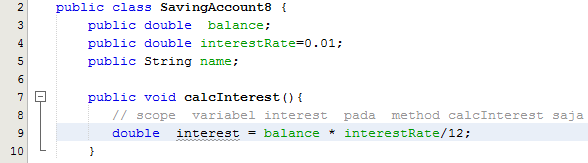 2 public class SavingAccount8 {
3 public double  balance;
4 public double interestRate=0.01;
5 public String name;
6
7 public void calcInterest(){
8 // scope  variabel interest  pada  method calcInterest saja
9 double  interest = balance * interestRate/12;
10 }